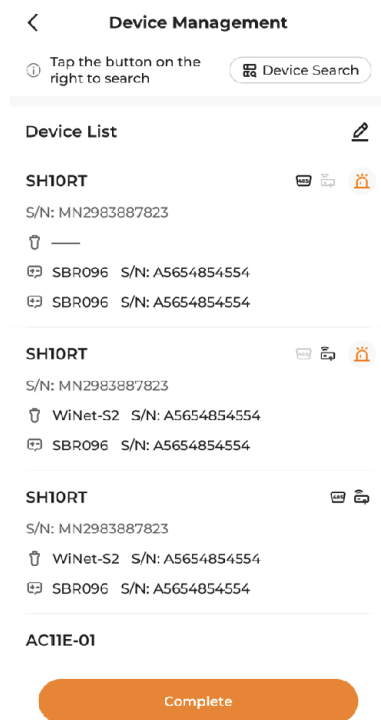 Device Management
Tap the button on the
right to search
Device Search
Device List
SH10RT
S/N: MN2983887823
SBR096 S/N: A5654854554
SBR096 S/N: A5654854554
SH10RT
S/N: MN2983887823
WiNet-S2 S/N: A5654854554
SBR096 S/N: A5654854554
SH10RT
S/N: MN2983887823
WiNet-S2 S/N: A5654854554
SBR096 S/N: A5654854554
AC11E-01
Complete